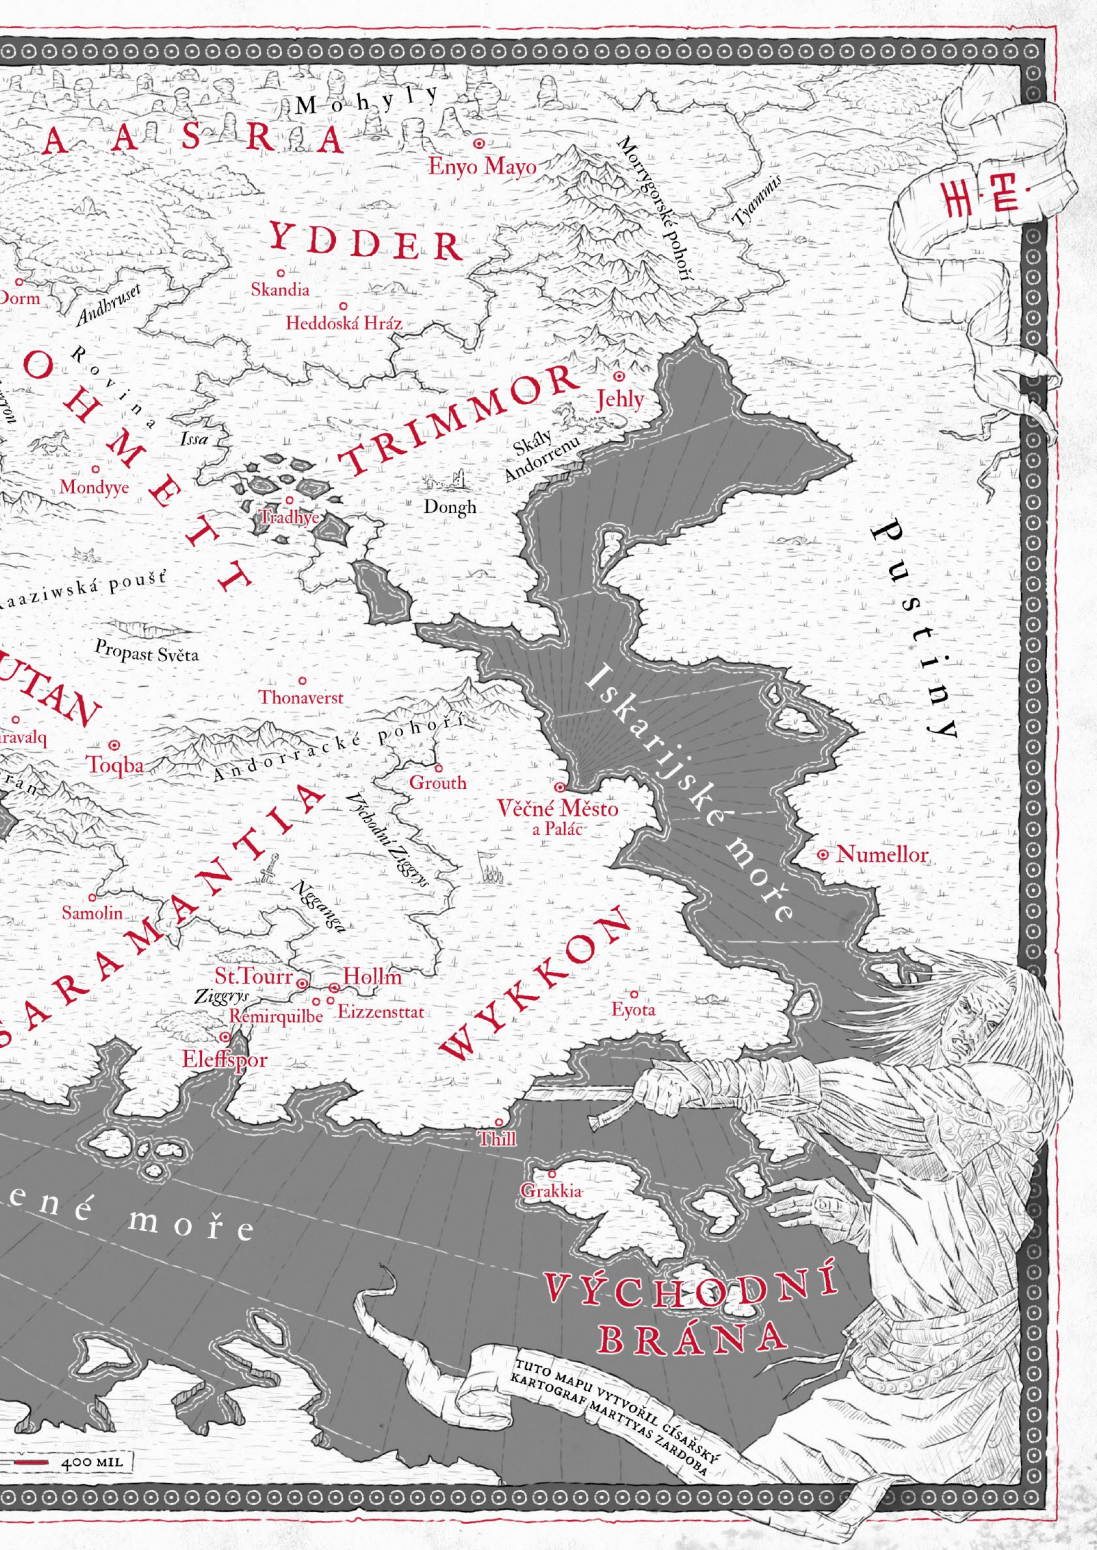 Mohyly
AASRA
Enyo Mayo
Morrygorské pohoří
Tyammis
YDDER
Skandia
Heddoská Hráz
Dorm
Andhruset
Rovina
OHMETT
Issa
Mondyye
TRIMMOR
Jehly
Skály
Andorrenu
Dongh
Tradhye
Pustiny
poušť
Propast Světa
UTAN
Thonaverst
Toqba
Andorracké pohoří
Grouth
Iskarijské moře
Věčné Město
a Palác
Východní Ziggrys
Numellor
SARAMANTIA
Samolin
Ngganga
WYKKON
St.Tourr
Hollm
Ziggrys
Remirquilbe
Eizzensttat
Eyota
Eleffspor
Thill
Grakkia
ené moře
VÝCHODNÍ
BRÁNA
TUTO MAPU VYTVOŘIL CÍSAŘSKÝ
KARTOGRAF MARTTYAS ZARDOBA
400 MIL